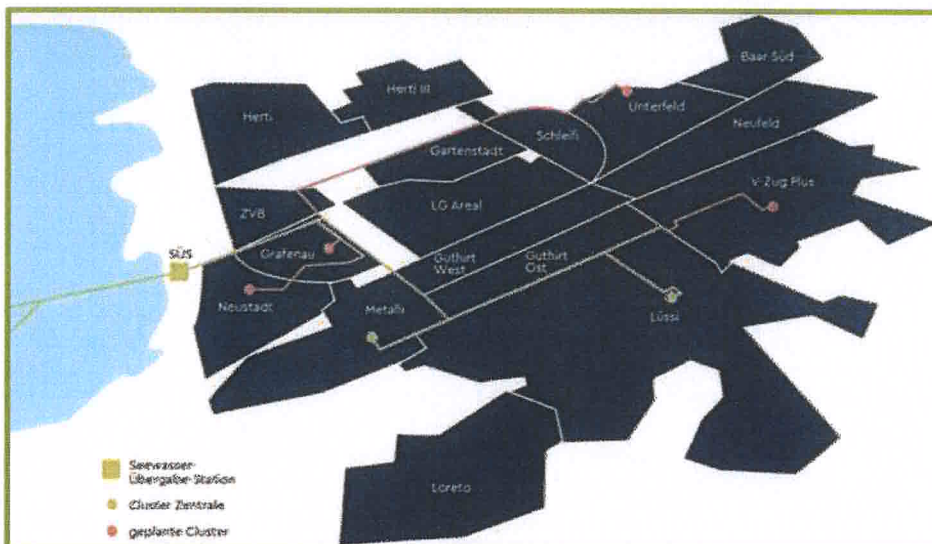 Baar Süd
Herti III
Herti
Unterfeld
Neufeld
Schleifi
Gartenstadt
V-Zug Plus
LG Areal
ZVB
SÜS
Grafenau
Guthirt
West
Guthirt
Ost
Neustadt
Metalli
Lüssi
Loreto
Seewasser-
Übergabe-Station
Cluster Zentrale
geplante Cluster